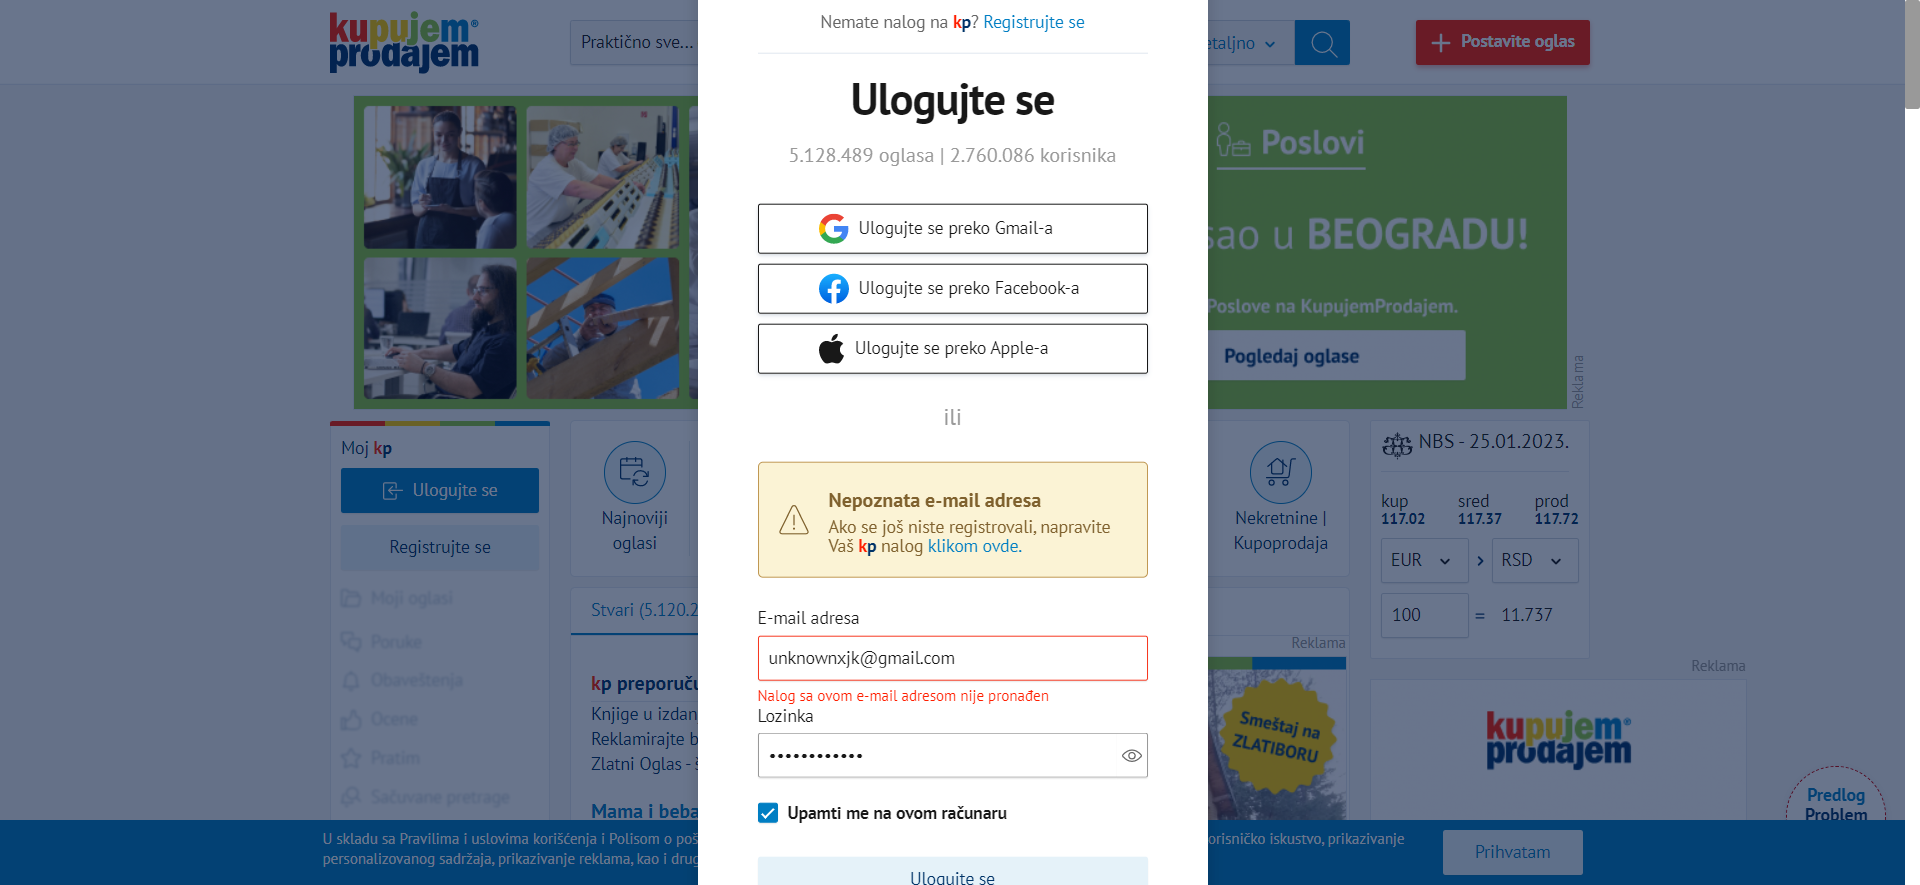 kupujem®
prodajem
Praktično sve...
etaljno
Postavite oglas
Nemate nalog na kp? Registrujte se
Ulogujte se
5.128.489 oglasa | 2.760.086 korisnika
Ulogujte se preko Gmail-a
Ulogujte se preko Facebook-a
Ulogujte se preko Apple-a
ili
Nepoznata e-mail adresa
Ako se još niste registrovali, napravite
Vaš kp nalog klikom ovde.
E-mail adresa
unknownxjk@gmail.com
Nalog sa ovom e-mail adresom nije pronađen
Lozinka
••••••••••••
Upamti me na ovom računaru
Ulogujte se
Poslovi
sao u BEOGRADU!
Poslove na KupujemProdajem.
Pogledaj oglase
Reklama
Moj kp
Ulogujte se
Registrujte se
Moji oglasi
Poruke
Obaveštenja
Ocene
Pratim
Sačuvane pretrage
Najnoviji
oglasi
Stvari (5.120.2
kp preporuču
Knjige u izdan
Reklamirajte b
Zlatni Oglas - š
Mama i beba
Nekretnine |
Kupoprodaja
Reklama
Smeštaj na
ZLATIBORU
NBS - 25.01.2023.
kup sred prod
117.02 117.37 117.72
EUR > RSD
100 = 11.737
Reklama
kupujem®
prodajem
Predlog
Problem
U skladu sa Pravilima i uslovima korišćenja i Polisom o poš
orisničko iskustvo, prikazivanje
personalizovanog sadržaja, prikazivanje reklama, kao i drug
Prihvatam